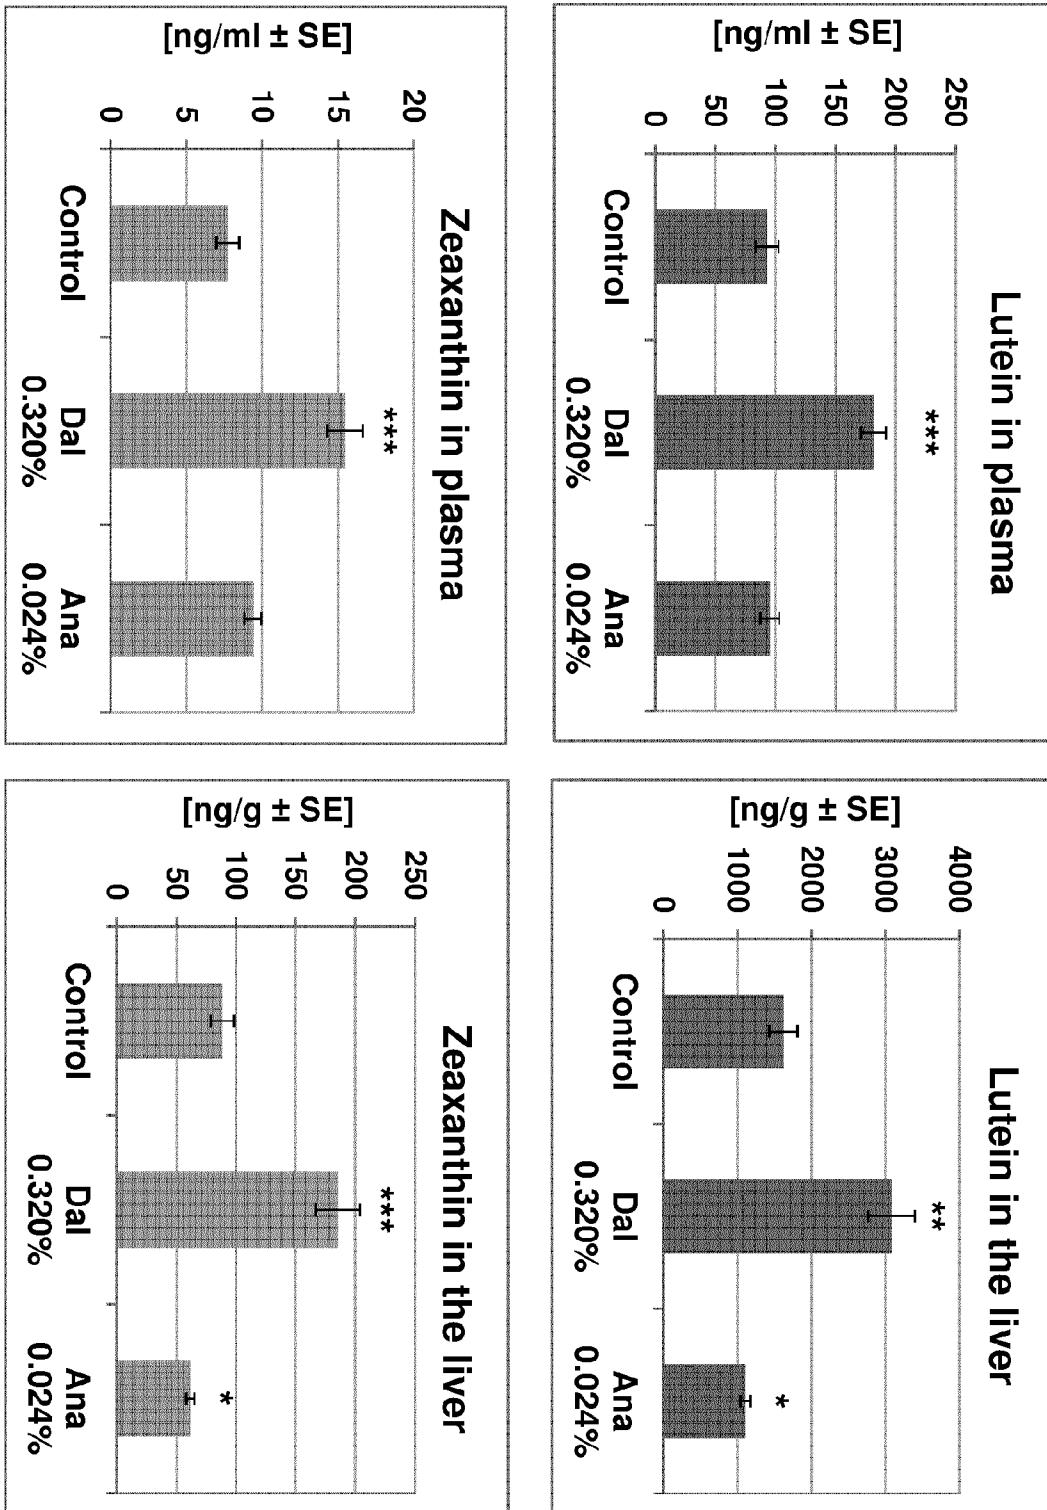 Lutein in plasma
[ng/ml ± SE]
250
200
150
100
50
0
***
Control
Dal
0.320%
Ana
0.024%
Lutein in the liver
[ng/g ± SE]
4000
3000
2000
1000
0
**
*
Control
Dal
0.320%
Ana
0.024%
Zeaxanthin in plasma
[ng/ml ± SE]
20
15
10
5
0
***
Control
Dal
0.320%
Ana
0.024%
Zeaxanthin in the liver
[ng/g ± SE]
250
200
150
100
50
0
***
*
Control
Dal
0.320%
Ana
0.024%